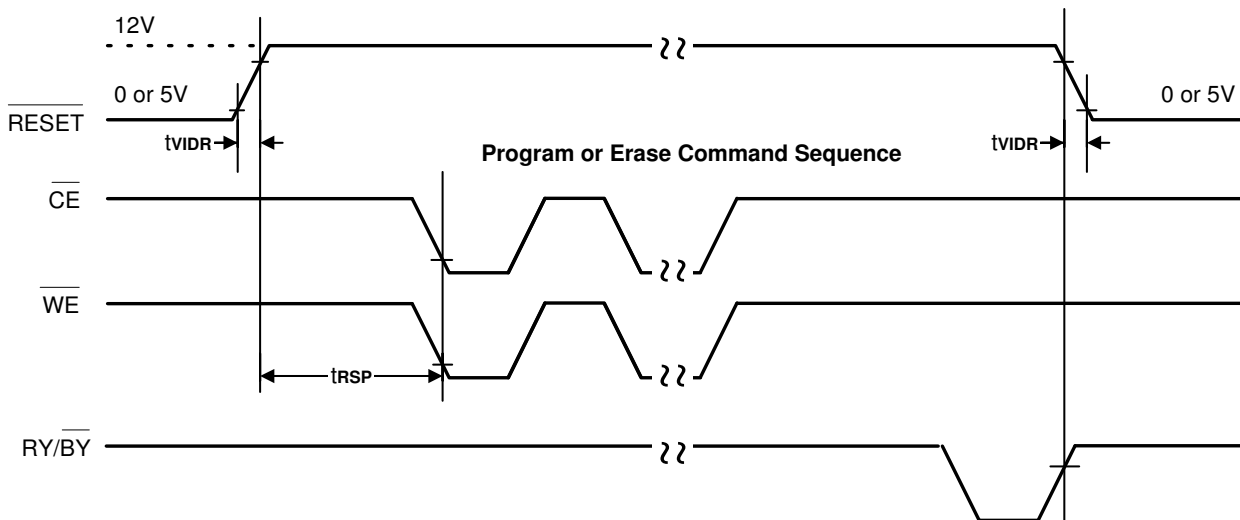 12V
0 or 5V
0 or 5V
RESET
tVIDR
tVIDR
Program or Erase Command Sequence
CE
WE
tRSP
RY/BY